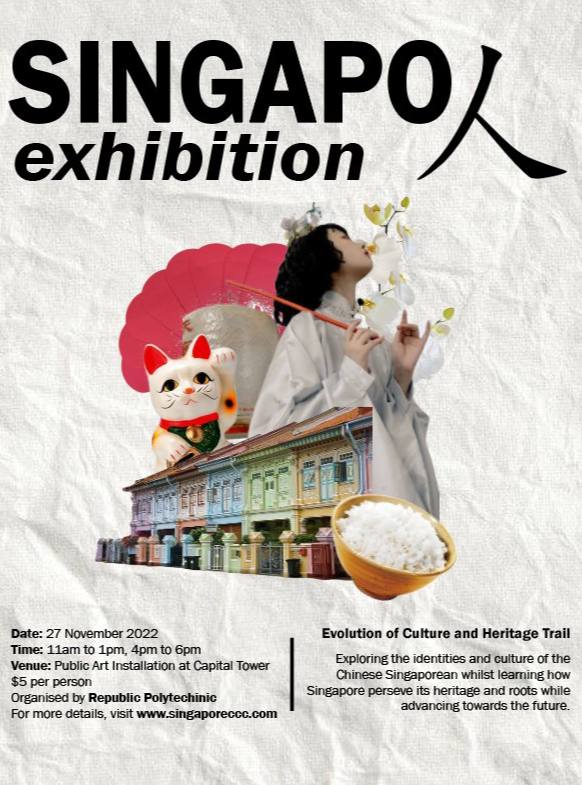 SINGAPO人
exhibition
Date: 27 November 2022
Time: 11am to 1pm, 4pm to 6pm
Venue: Public Art Installation at Capital Tower
$5 per person
Organised by Republic Polytechinic
For more details, visit www.singaporeccc.com
Evolution of Culture and Heritage Trail
Exploring the identities and culture of the
Chinese Singaporean whilst learning how
Singapore perseve its heritage and roots while
advancing towards the future.